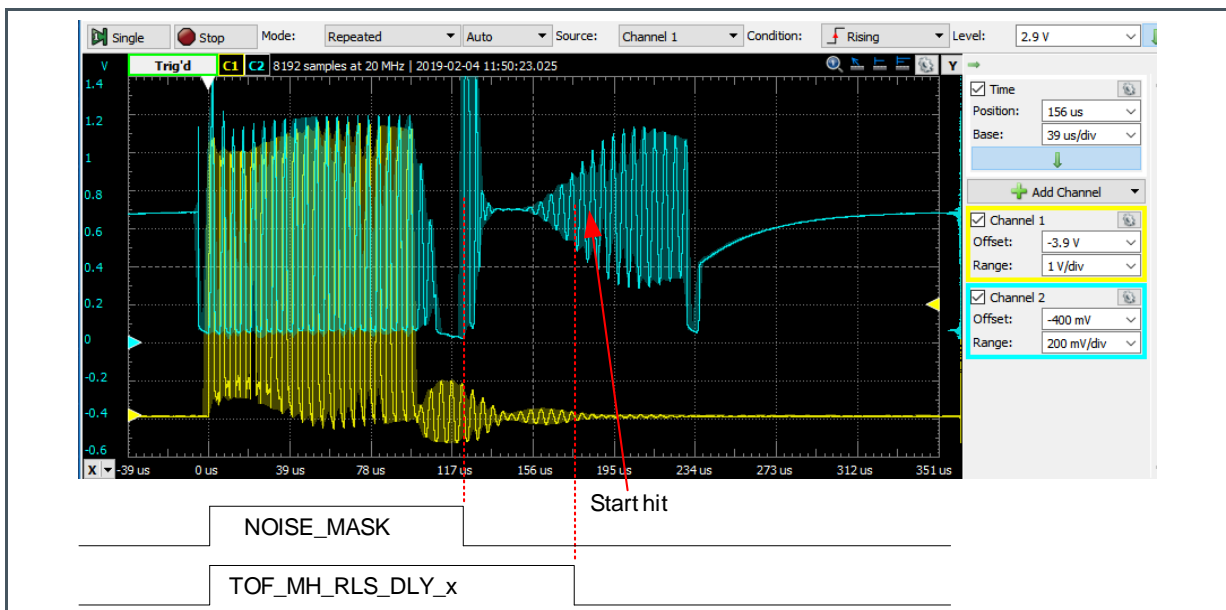 Single Stop Mode: Repeated Auto Source: Channel 1 Condition: Rising Level: 2.9 V
V Trig'd C1 C2 8192 samples at 20 MHz | 2019-02-04 11:50:23.025 Y
1.4
1.2
1
0.8
0.6
0.4
0.2
0
-0.2
-0.4
-0.6
X -39 us 0 us 39 us 78 us 117 us 156 us 195 us 234 us 273 us 312 us 351 us
Time
Position: 156 us
Base: 39 us/div
Add Channel
Channel 1
Offset: -3.9 V
Range: 1 V/div
Channel 2
Offset: -400 mV
Range: 200 mV/div
Start hit
NOISE_MASK
TOF_MH_RLS_DLY_x